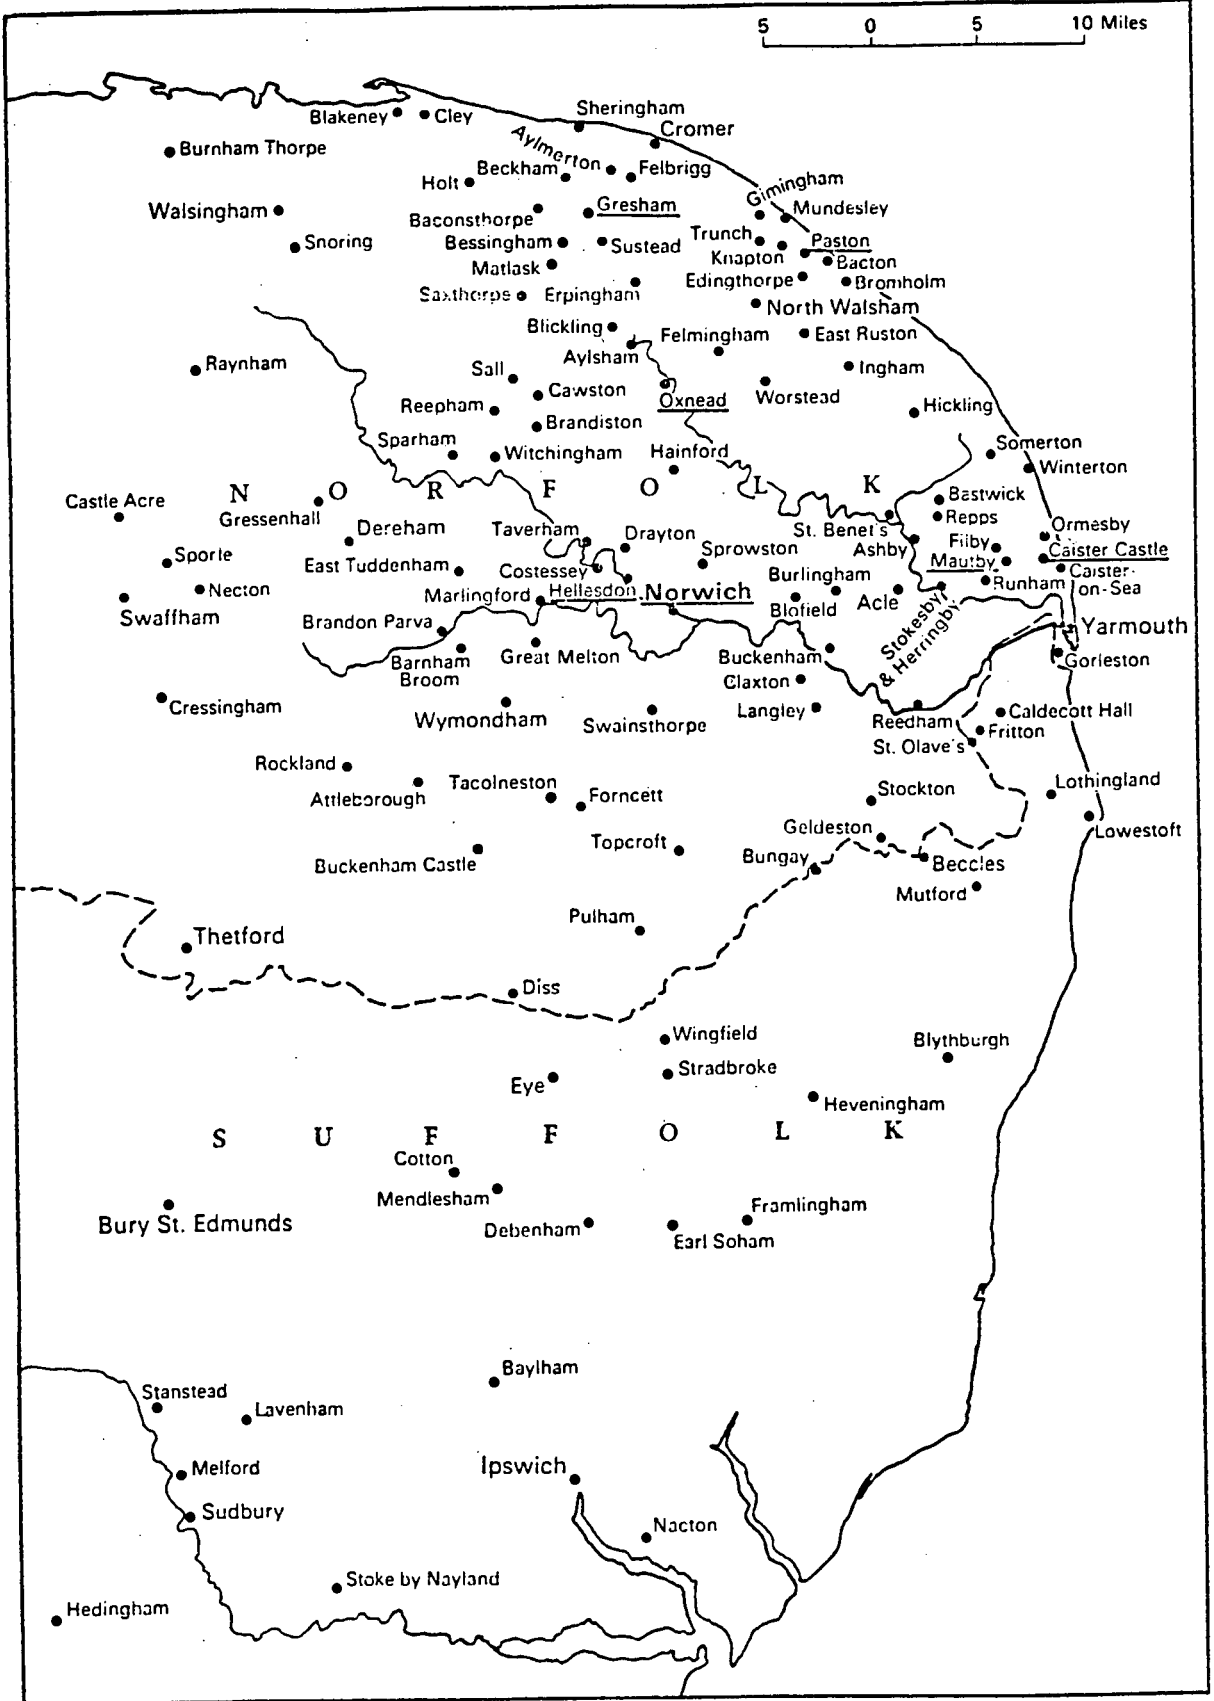 5 0 5 10 Miles
Sheringham
Blakeney
Cley
Cromer
Burnham Thorpe
Aylmerton
Beckham
Felbrigg
Holt
Gimingham
Walsingham
Gresham
Mundesley
Baconsthorpe
Snoring
Bessingham
Sustead
Trunch
Paston
Knapton
Bacton
Matlask
Edingthorpe
Bromholm
Saxthorpe
Erpingham
North Walsham
Blickling
Felmingham
East Ruston
Aylsham
Raynham
Sall
Ingham
Cawston
Oxnead
Worstead
Reepham
Hickling
Brandiston
Sparham
Witchingham
Hainford
Somerton
Winterton
N O R F O L K
Castle Acre
Gressenhall
Bastwick
Repps
Dereham
Taverham
Drayton
St. Benet's
Ormesby
Ashby
Filby
Sporle
Sprowston
Caister Castle
East Tuddenham
Costessey
Mautby
Burlingham
Caister-
on-Sea
Necton
Marlingford
Hellesdon
Norwich
Runham
Swaffham
Blofield
Acle
Brandon Parva
Stokesby
& Herringby
Yarmouth
Barnham
Broom
Great Melton
Buckenham
Gorleston
Claxton
Cressingham
Wymondham
Swainsthorpe
Langley
Reedham
Caldecott Hall
Fritton
St. Olave's
Rockland
Attleborough
Tacolneston
Forncett
Stockton
Lothingland
Geldeston
Lowestoft
Buckenham Castle
Topcroft
Bungay
Beccles
Mutford
Pulham
Thetford
Diss
Wingfield
Blythburgh
Stradbroke
Eye
Heveningham
S U F F O L K
Cotton
Mendlesham
Bury St. Edmunds
Framlingham
Debenham
Earl Soham
Baylham
Stanstead
Lavenham
Melford
Ipswich
Sudbury
Nacton
Stoke by Nayland
Hedingham